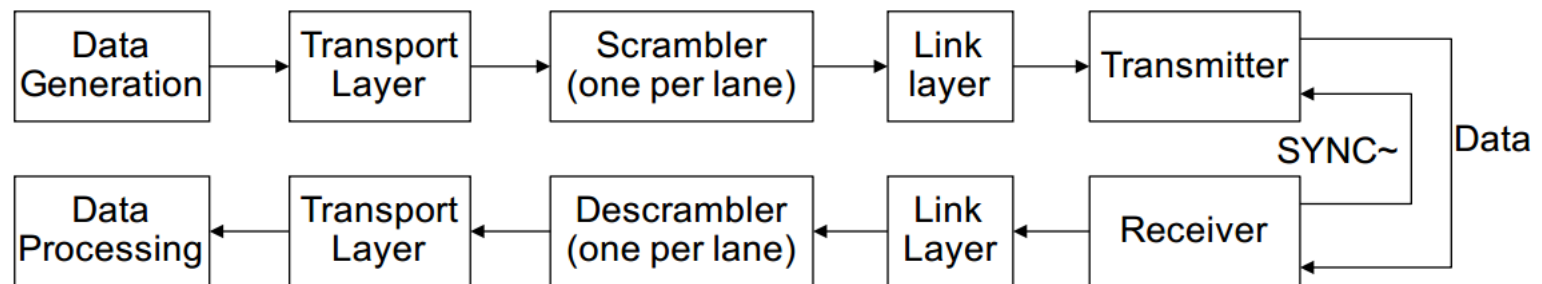 Data
Generation
Transport
Layer
Scrambler
(one per lane)
Link
layer
Transmitter
SYNC~
Data
Data
Processing
Transport
Layer
Descrambler
(one per lane)
Link
Layer
Receiver